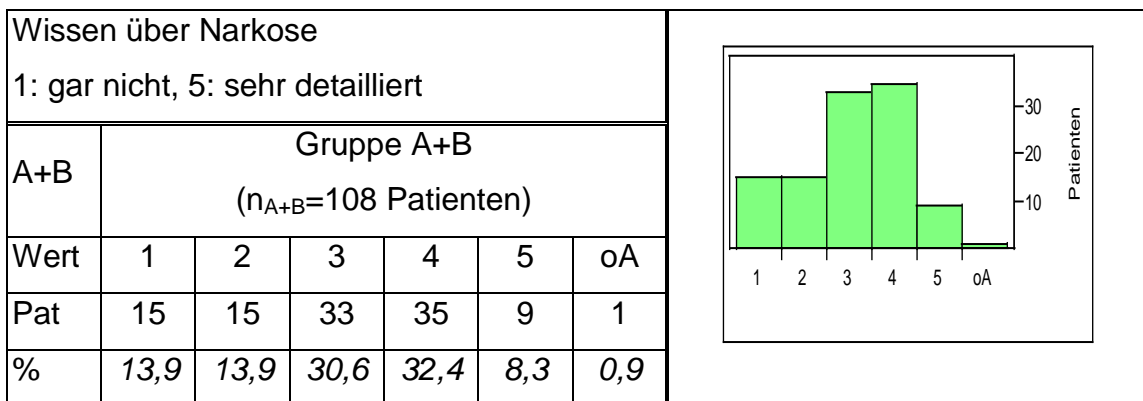 Wissen über Narkose
1: gar nicht, 5: sehr detailliert
A+B
Gruppe A+B
(nA+B=108 Patienten)
Wert 1 2 3 4 5 oA
Pat 15 15 33 35 9 1
% 13,9 13,9 30,6 32,4 8,3 0,9
30
20
10
Patienten
1 2 3 4 5 oA